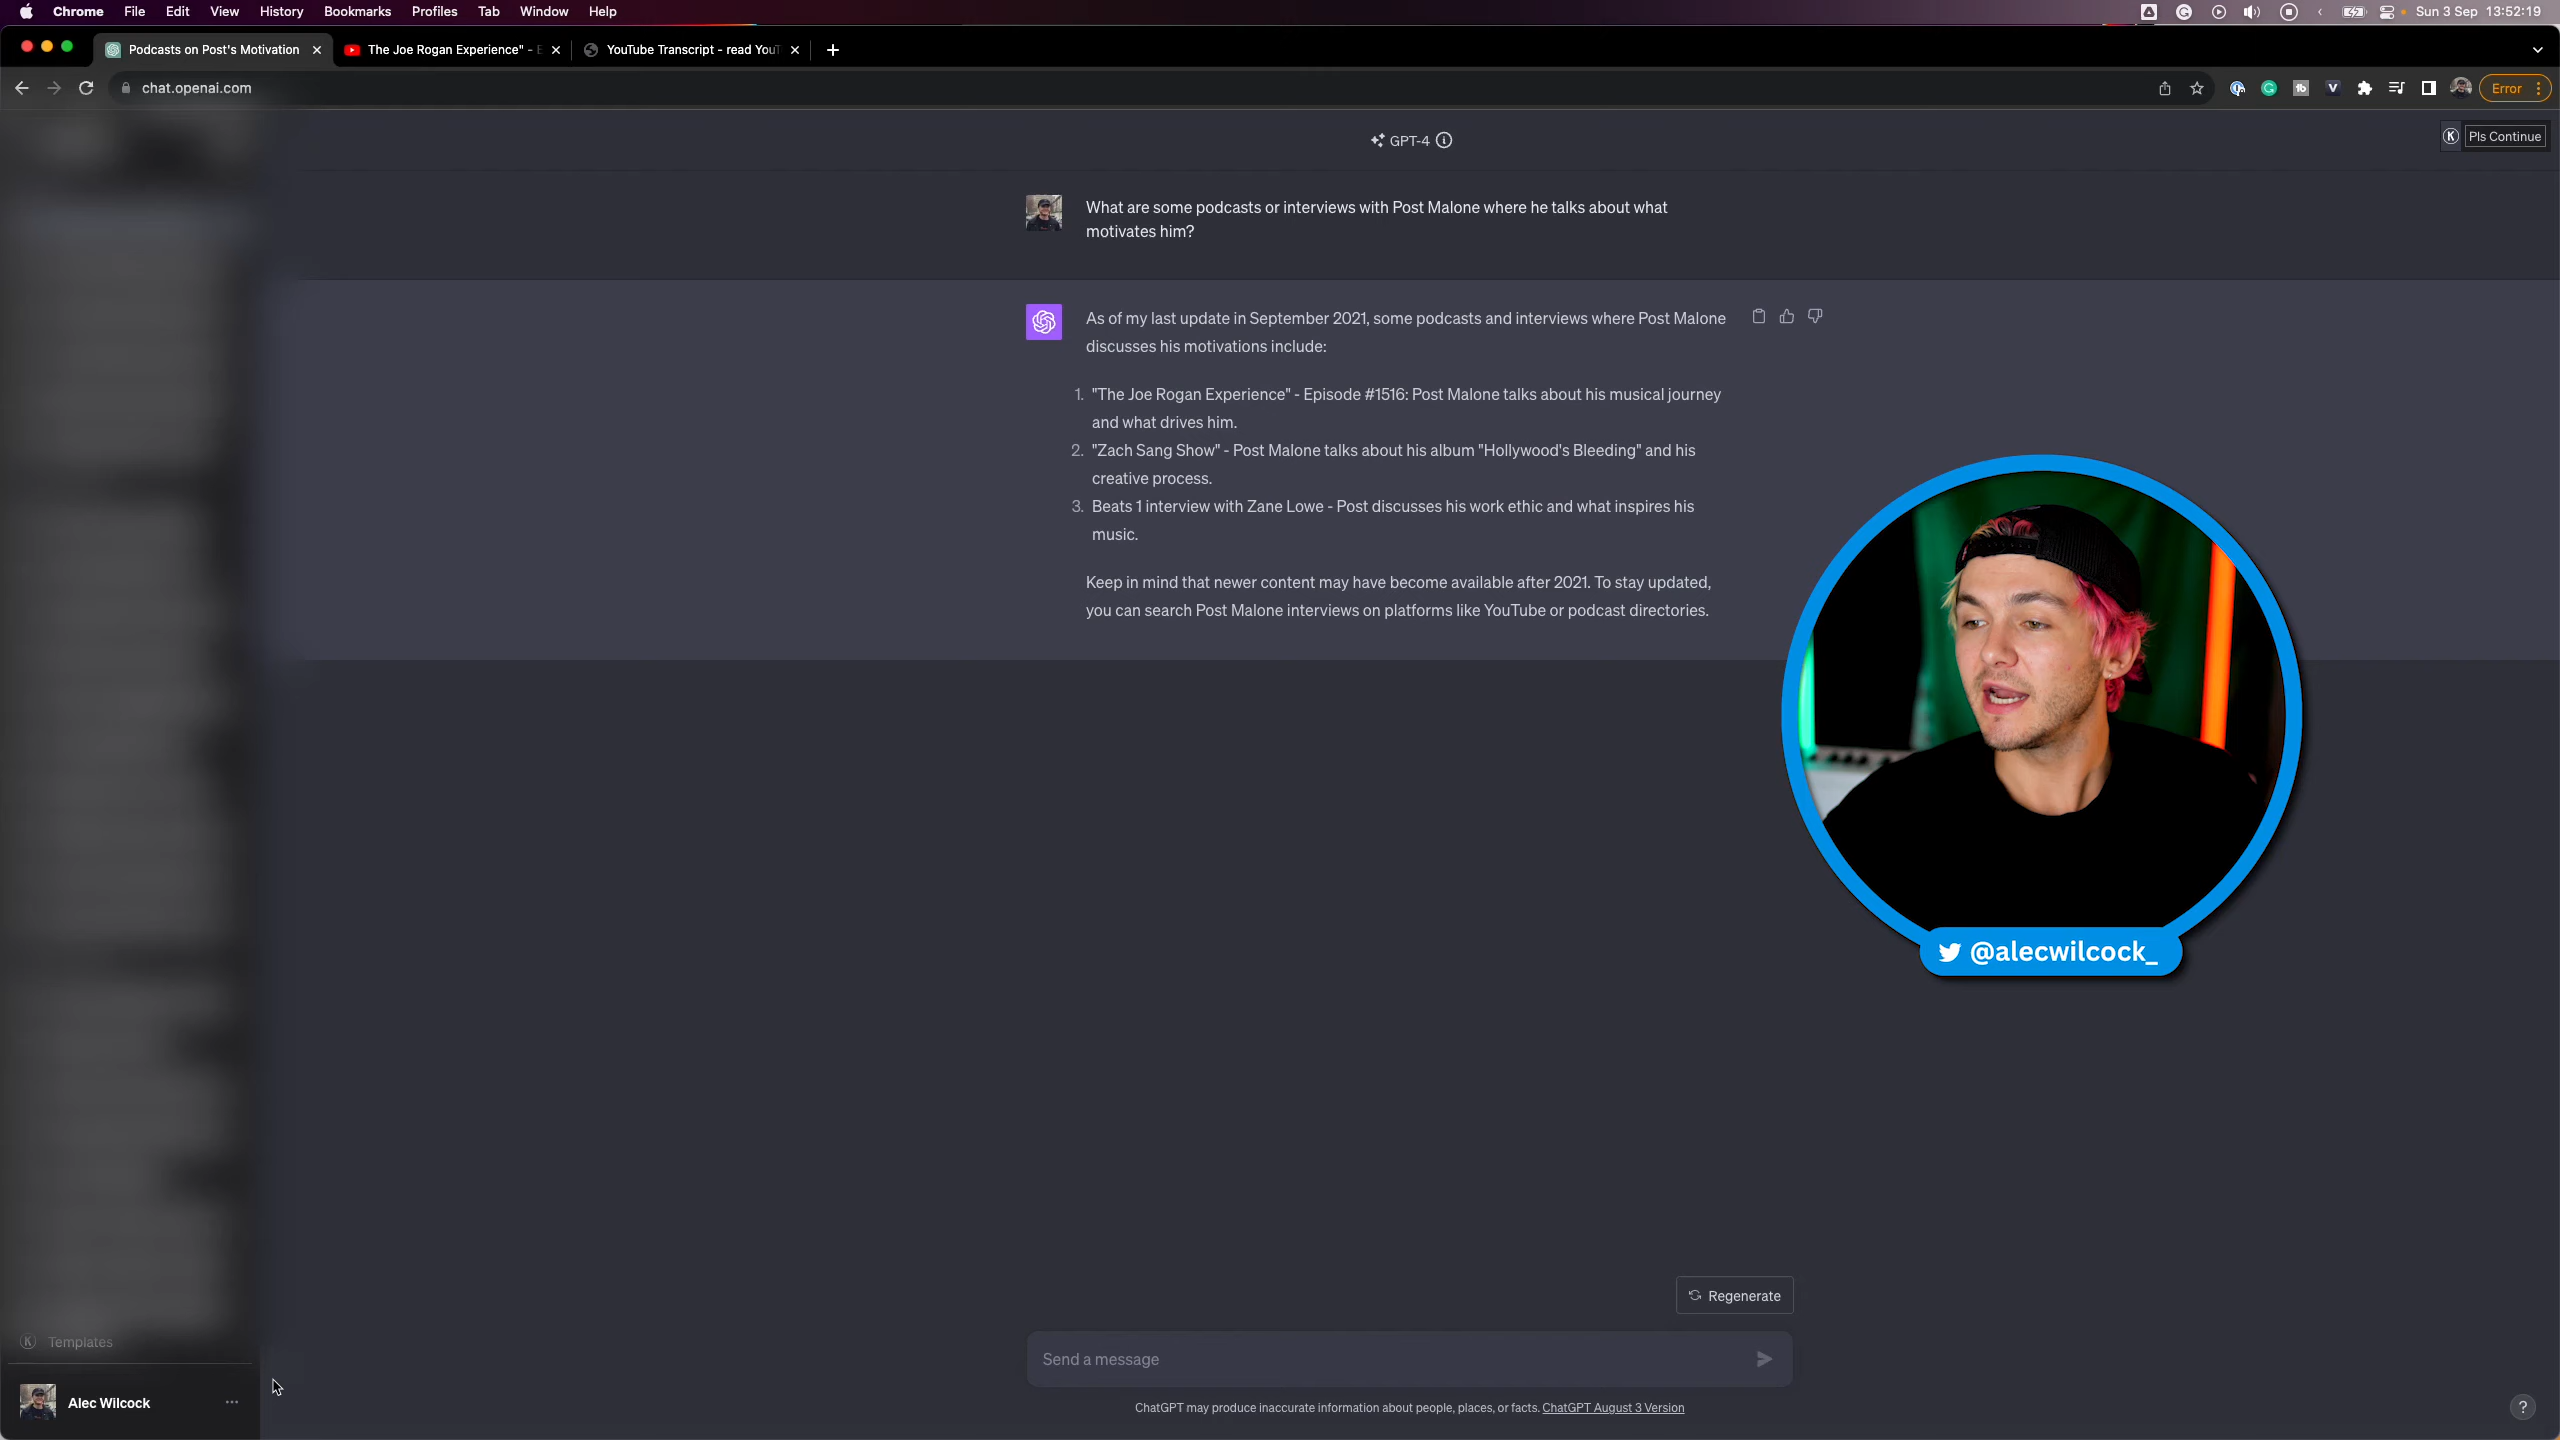 Chrome File Edit View History Bookmarks Profiles Tab Window Help
Sun 3 Sep 13:52:19
Podcasts on Post's Motivation
The Joe Rogan Experience" - E
YouTube Transcript - read YouT
chat.openai.com
Error
GPT-4
Pls Continue
What are some podcasts or interviews with Post Malone where he talks about what
motivates him?
As of my last update in September 2021, some podcasts and interviews where Post Malone
discusses his motivations include:
1. "The Joe Rogan Experience" - Episode #1516: Post Malone talks about his musical journey
and what drives him.
2. "Zach Sang Show" - Post Malone talks about his album "Hollywood's Bleeding" and his
creative process.
3. Beats 1 interview with Zane Lowe - Post discusses his work ethic and what inspires his
music.
Keep in mind that newer content may have become available after 2021. To stay updated,
you can search Post Malone interviews on platforms like YouTube or podcast directories.
@alecwilcock_
Regenerate
Templates
Send a message
Alec Wilcock
ChatGPT may produce inaccurate information about people, places, or facts. ChatGPT August 3 Version
?